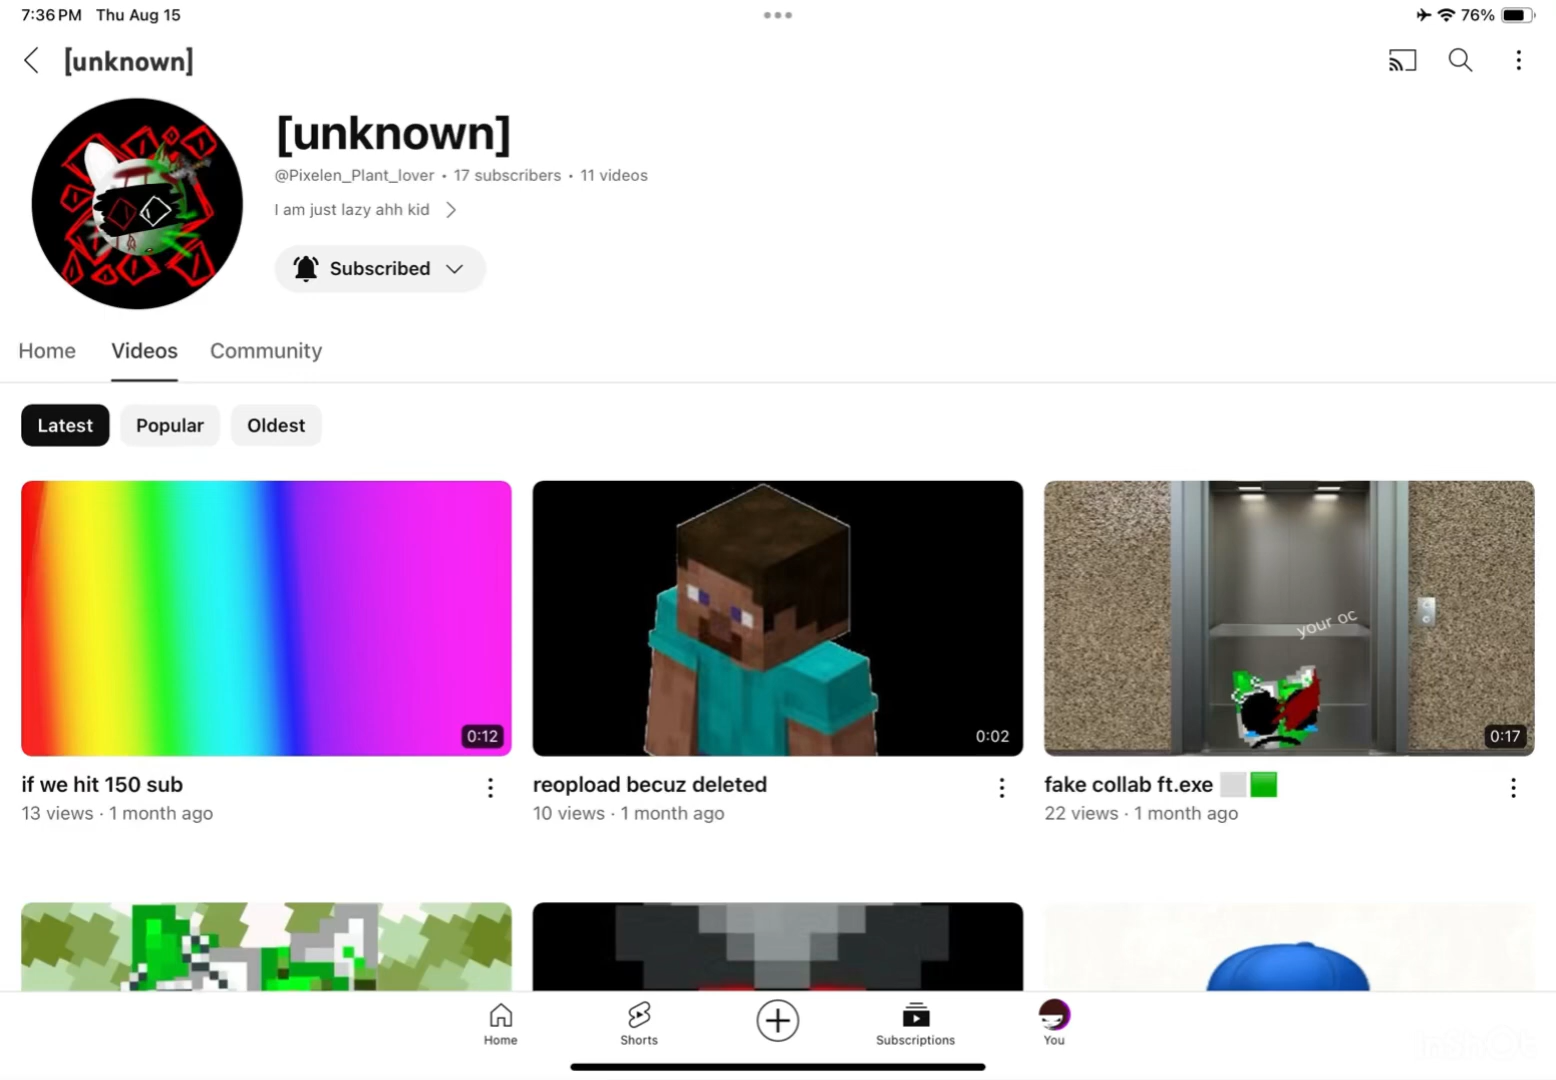 7:36 PM Thu Aug 15
76%
[unknown]
[unknown]
@Pixelen_Plant_lover • 17 subscribers • 11 videos
I am just lazy ahh kid
Subscribed
Home Videos Community
Latest Popular Oldest
your oc
0:12 0:02 0:17
if we hit 150 sub reopload becuz deleted fake collab ft.exe ⬜🟩
13 views · 1 month ago 10 views · 1 month ago 22 views · 1 month ago
Home Shorts Subscriptions You